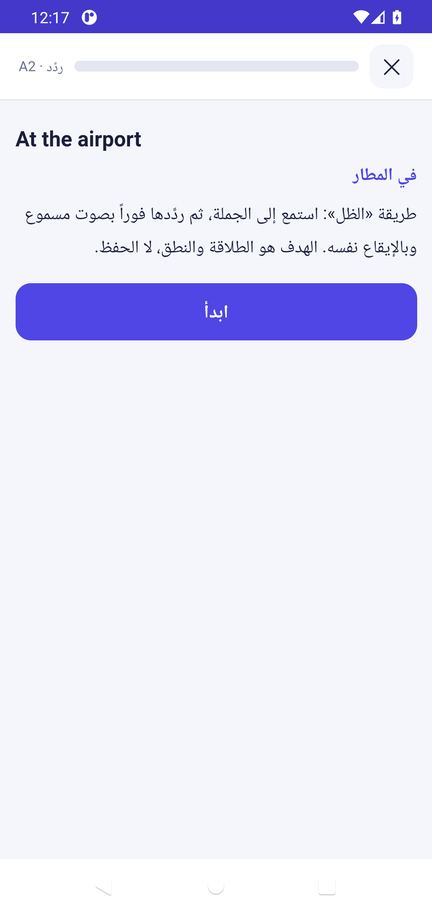 12:17
ردّد · A2
At the airport
في المطار
طريقة «الظل»: استمع إلى الجملة، ثم ردّدها فوراً بصوت مسموع
وبالإيقاع نفسه. الهدف هو الطلاقة والنطق، لا الحفظ.
ابدأ